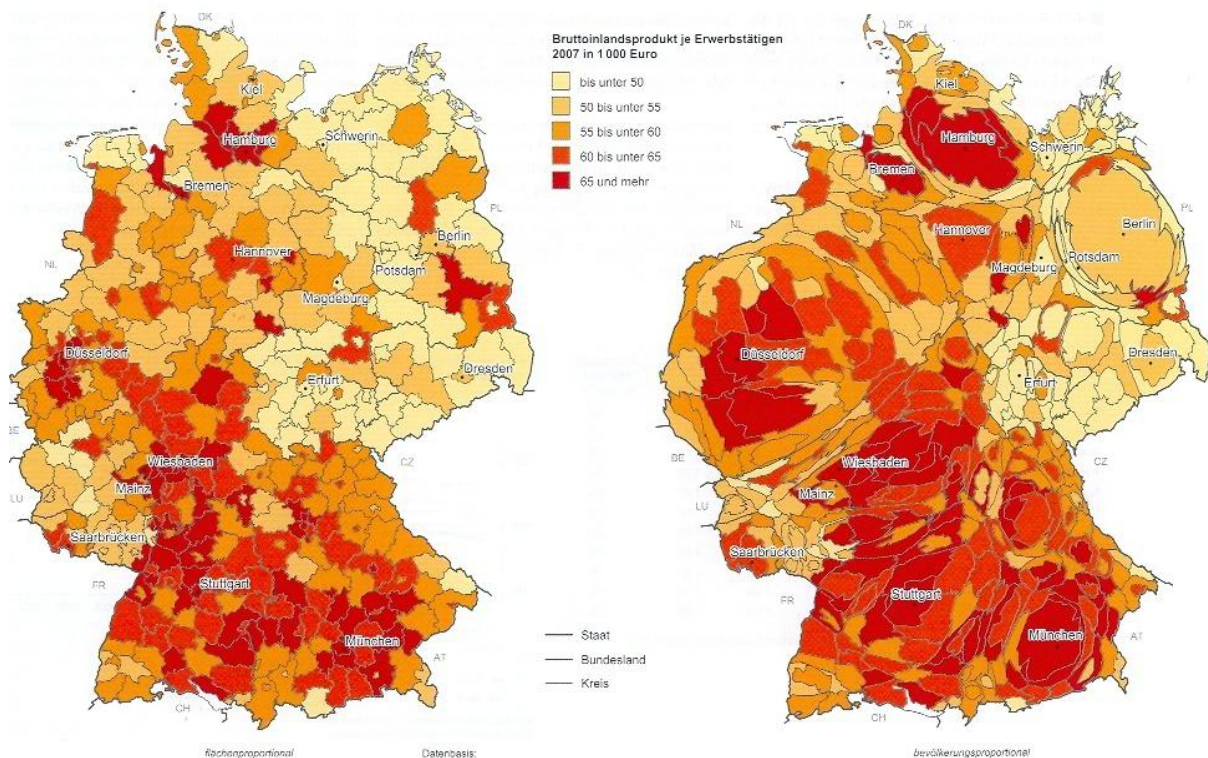 DK
Kiel
Hamburg
Schwerin
Bremen
PL
Berlin
Hannover
NL
Potsdam
Magdeburg
Düsseldorf
Dresden
Erfurt
BE
Wiesbaden
CZ
Mainz
LU
Saarbrücken
FR
Stuttgart
München
AT
CH
flächenproportional
Datenbasis:
Bruttoinlandsprodukt je Erwerbstätigen
2007 in 1 000 Euro
bis unter 50
50 bis unter 55
55 bis unter 60
60 bis unter 65
65 und mehr
Staat
Bundesland
Kreis
DK
Kiel
Hamburg
Schwerin
Bremen
PL
NL
Berlin
Hannover
Magdeburg
Potsdam
Düsseldorf
Dresden
Erfurt
BE
Wiesbaden
CZ
Mainz
LU
Saarbrücken
FR
Stuttgart
München
AT
CH
bevölkerungsproportional